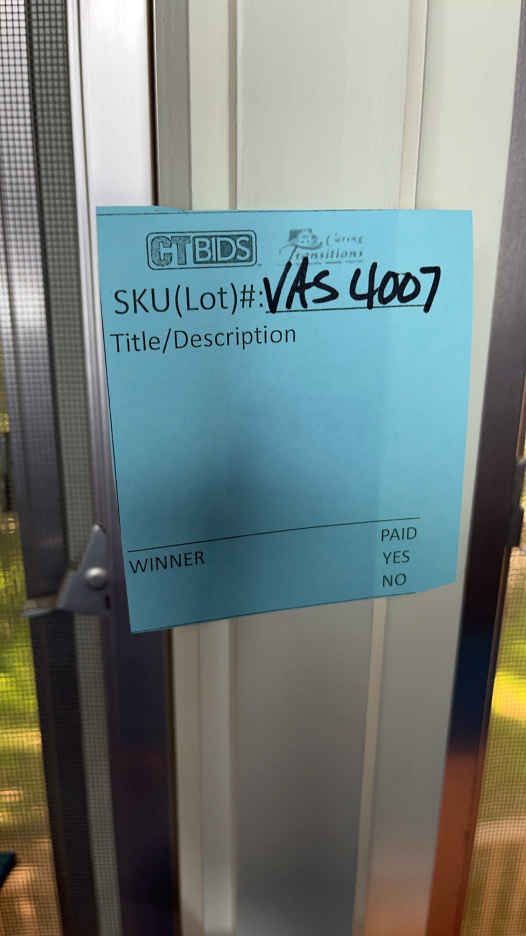 CTBIDS Caring
Transitions
SKU(Lot)#: VAS 4007
Title/Description
WINNER
PAID
YES
NO